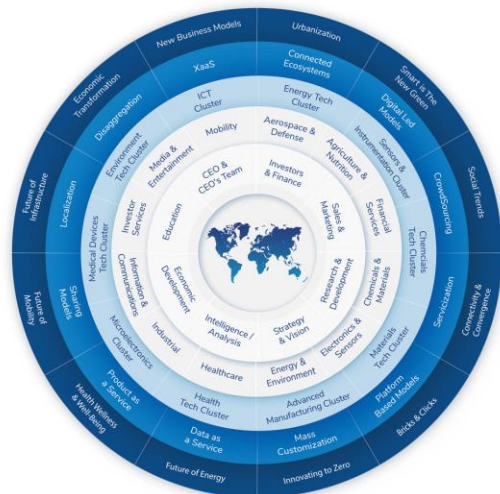 Urbanization
Smart is The
New Green
Social Trends
Connectivity &
Convergence
Bricks & Clicks
Innovating to Zero
Future of Energy
Health Wellness
& Well-Being
Future of
Mobility
Future of
Infrastructure
Economic
Transformation
New Business Models
Connected
Ecosystems
Digital Led
Models
CrowdSourcing
Servicization
Platform
Based Models
Mass
Customization
Data as
a Service
Product as
a Service
Sharing
Models
Localization
Disaggregation
XaaS
Energy Tech
Cluster
Sensors &
Instrumentation Cluster
Chemcials
Tech Cluster
Materials
Tech Cluster
Advanced
Manufacturing Cluster
Health
Tech Cluster
Microelectronics
Cluster
Medical Devices
Tech Cluster
Environment
Tech Cluster
ICT
Cluster
Aerospace &
Defense
Agriculture &
Nutrition
Financial
Services
Chemicals &
Materials
Electronics &
Sensors
Energy &
Environment
Healthcare
Industrial
Information &
Communications
Investor
Services
Media &
Entertainment
Mobility
Investors
& Finance
Sales &
Marketing
Research &
Development
Strategy
& Vision
Intelligence /
Analysis
Economic
Development
Education
CEO &
CEO's Team